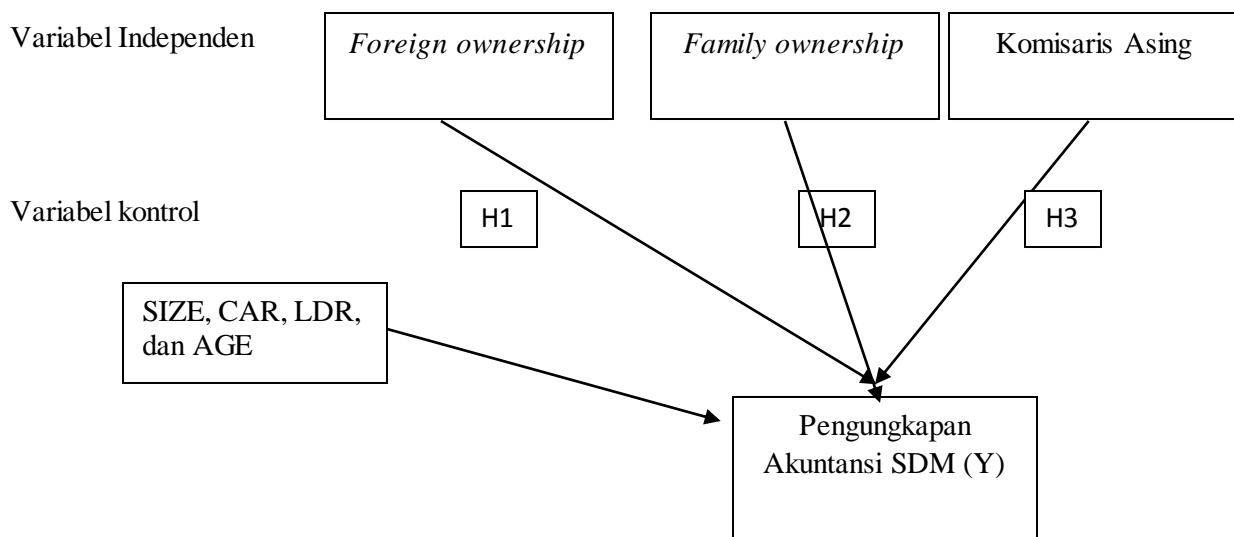 Variabel Independen
Foreign ownership
Family ownership
Komisaris Asing
Variabel kontrol
H1
H2
H3
SIZE, CAR, LDR,
dan AGE
Pengungkapan
Akuntansi SDM (Y)